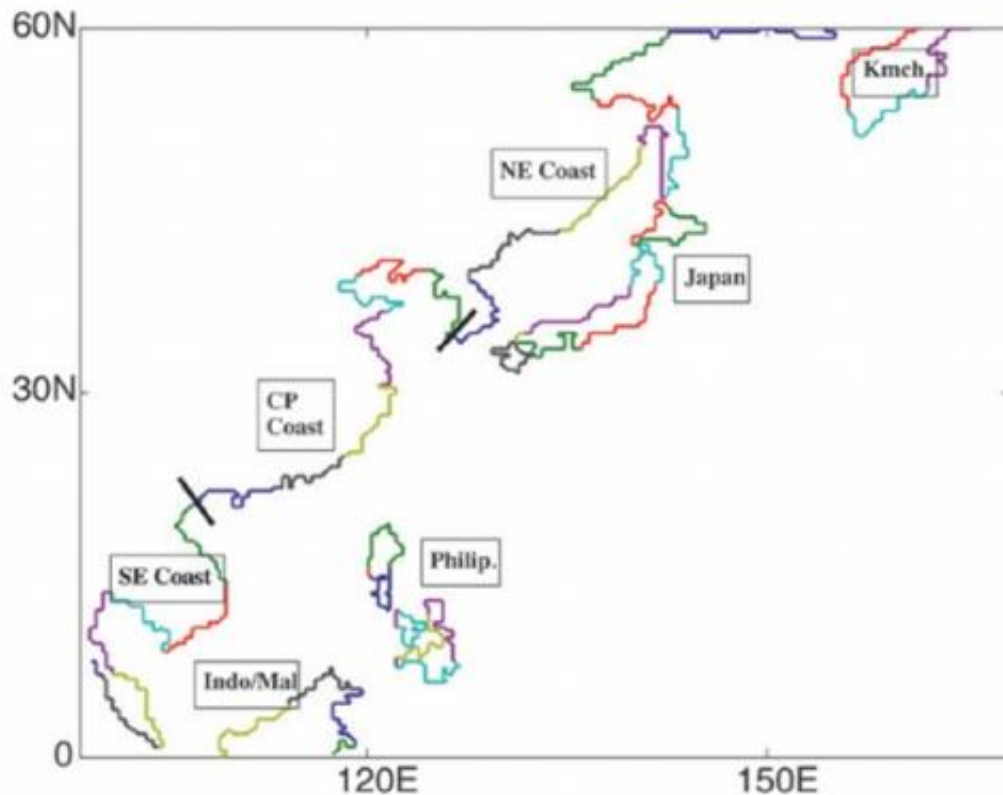 60N
Kmch
NE Coast
Japan
30N
CP
Coast
Philip.
SE Coast
Indo/Mal
0
120E
150E